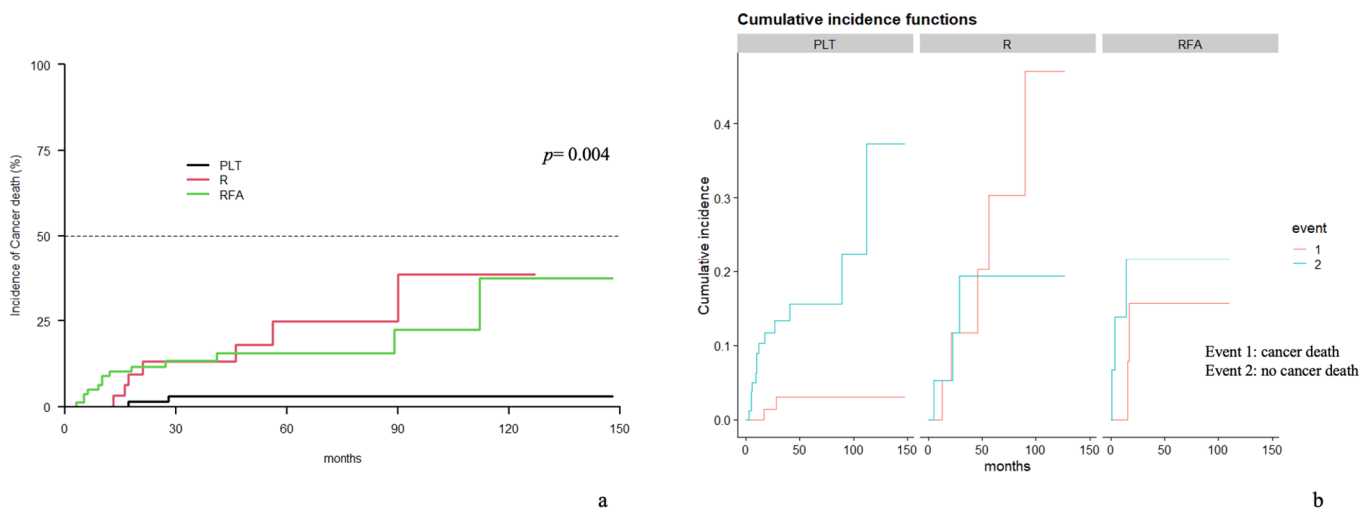 100
75
50
25
0
Incidence of Cancer death (%)
PLT
R
RFA
p= 0.004
0 30 60 90 120 150
months
a
Cumulative incidence functions
PLT R RFA
0.4
0.3
0.2
0.1
0.0
Cumulative incidence
0 50 100 150 0 50 100 150 0 50 100 150
months
event
1
2
Event 1: cancer death
Event 2: no cancer death
b